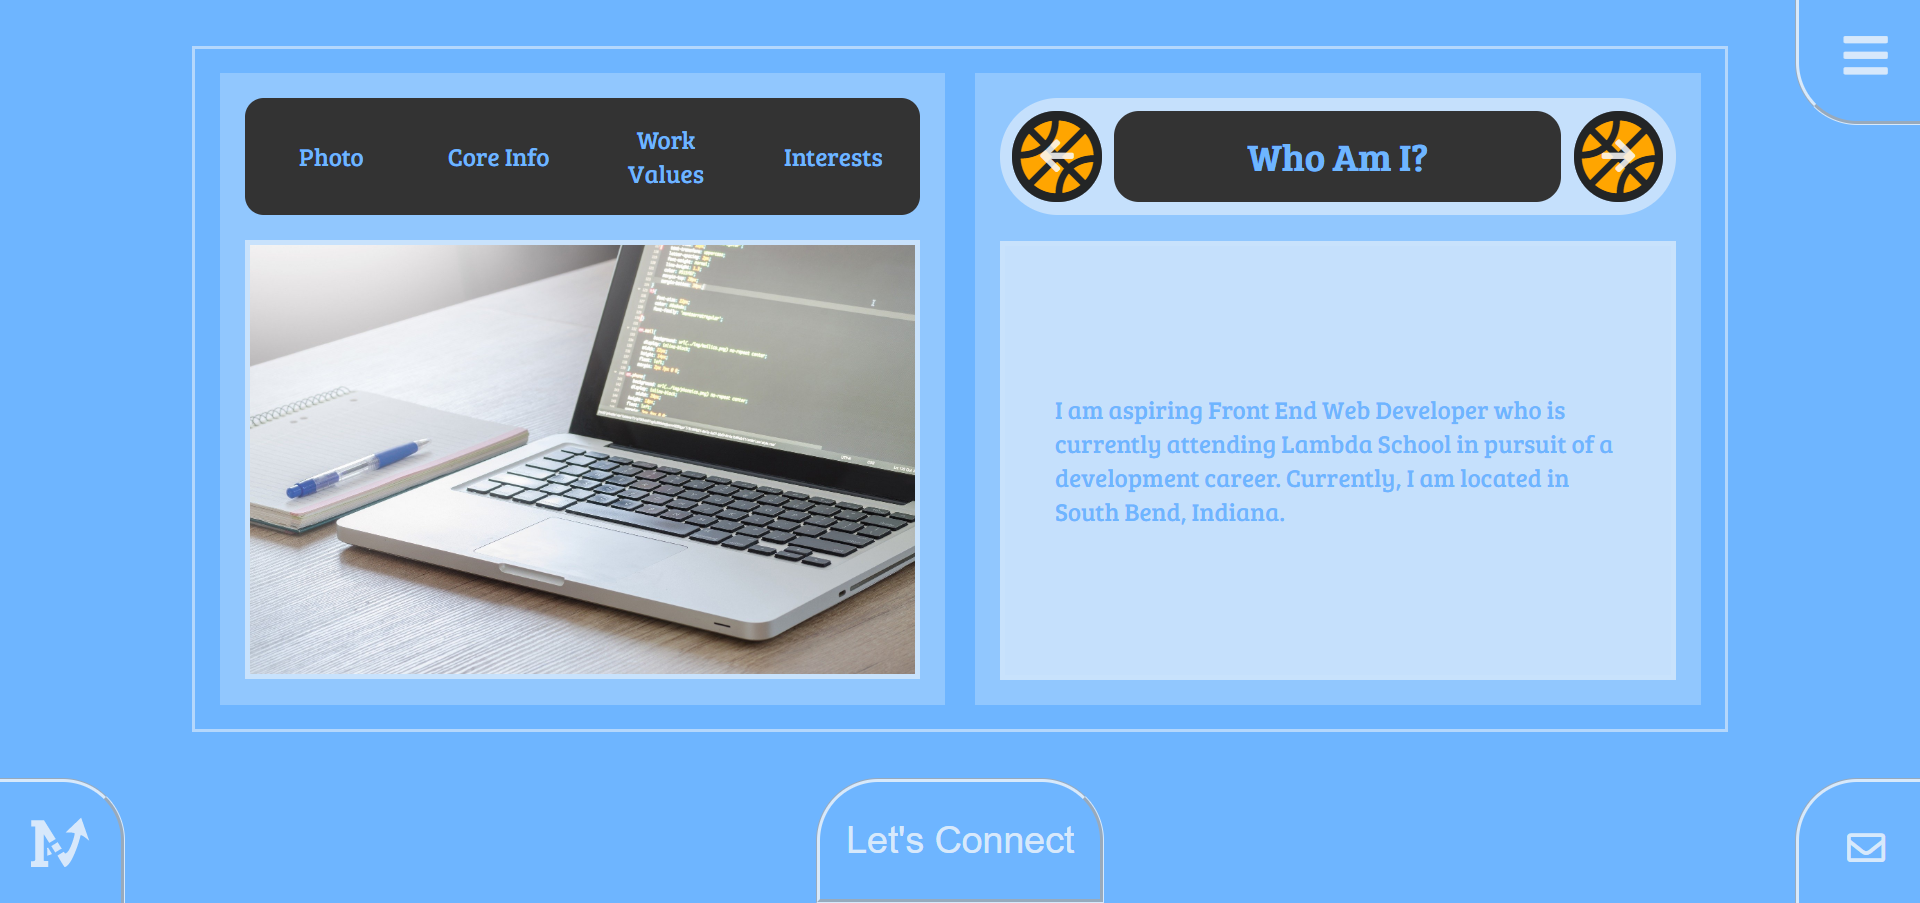 Photo
Core Info
Work
Values
Interests
Who Am I?
I am aspiring Front End Web Developer who is
currently attending Lambda School in pursuit of a
development career. Currently, I am located in
South Bend, Indiana.
Let's Connect